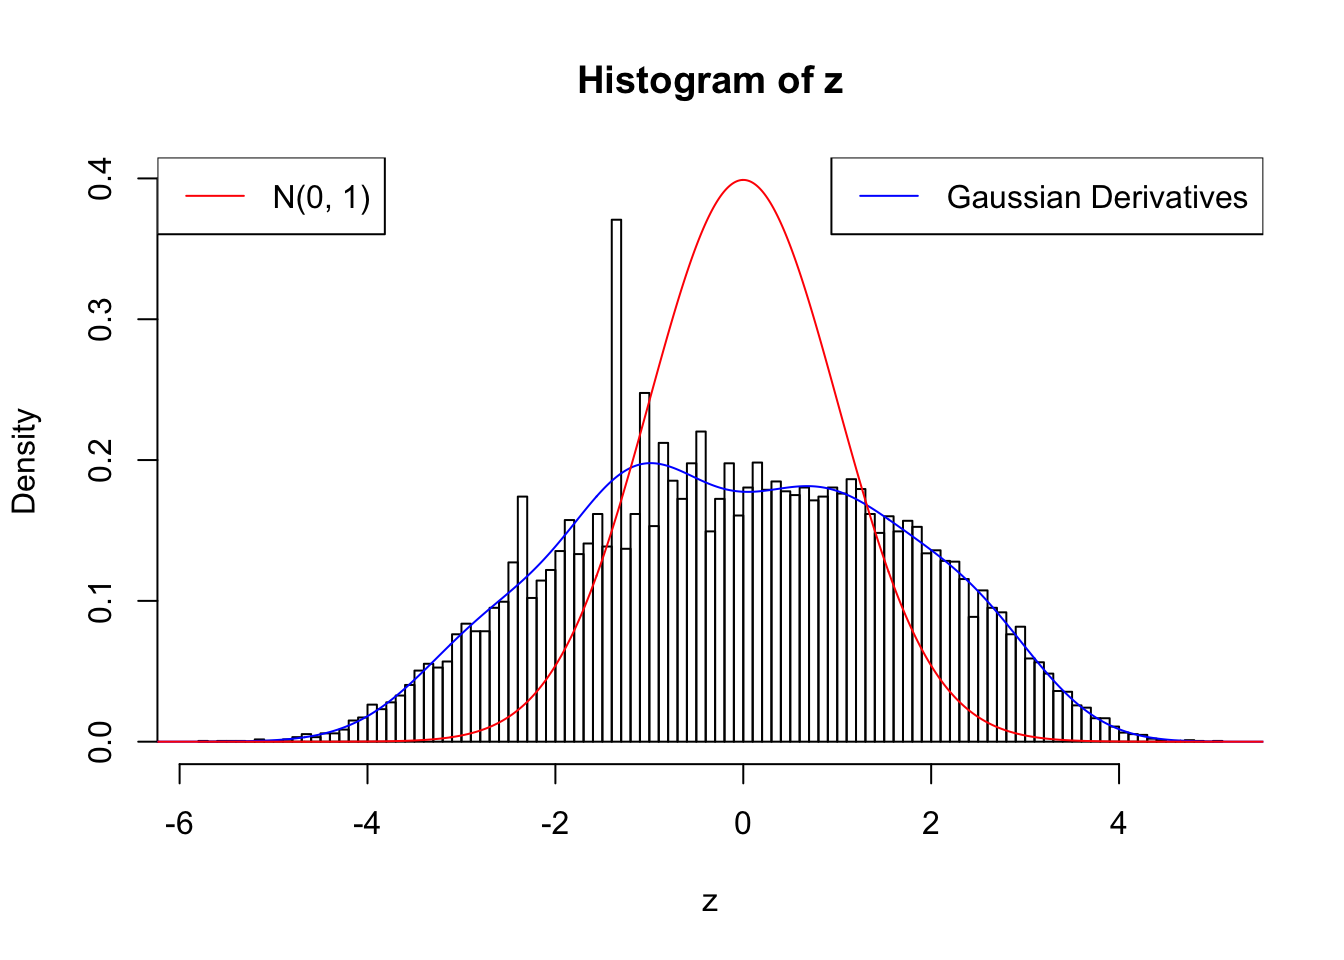 Histogram of z
N(0, 1)
Gaussian Derivatives
Density
0.4
0.3
0.2
0.1
0.0
-6
-4
-2
0
2
4
z